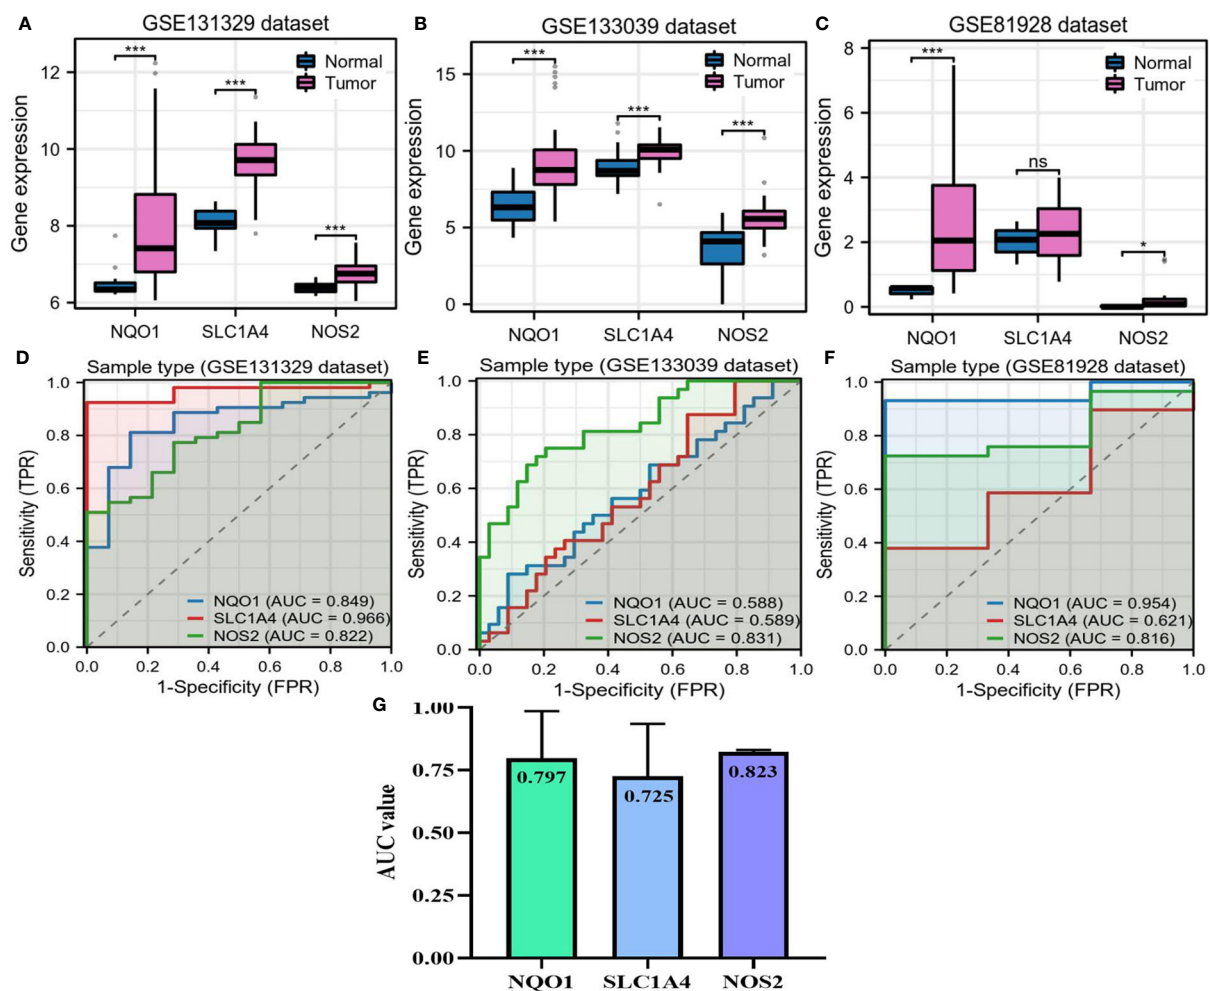 A
GSE131329 dataset
Gene expression
12
10
8
6
***
***
***
Normal
Tumor
NQO1
SLC1A4
NOS2
B
GSE133039 dataset
Gene expression
15
10
5
0
***
***
***
Normal
Tumor
NQO1
SLC1A4
NOS2
C
GSE81928 dataset
Gene expression
8
6
4
2
0
***
ns
*
Normal
Tumor
NQO1
SLC1A4
NOS2
D
Sample type (GSE131329 dataset)
Sensitivity (TPR)
1.0
0.8
0.6
0.4
0.2
0.0
NQO1 (AUC = 0.849)
SLC1A4 (AUC = 0.966)
NOS2 (AUC = 0.822)
0.0 0.2 0.4 0.6 0.8 1.0
1-Specificity (FPR)
E
Sample type (GSE133039 dataset)
Sensitivity (TPR)
1.0
0.8
0.6
0.4
0.2
0.0
NQO1 (AUC = 0.588)
SLC1A4 (AUC = 0.589)
NOS2 (AUC = 0.831)
0.0 0.2 0.4 0.6 0.8 1.0
1-Specificity (FPR)
F
Sample type (GSE81928 dataset)
Sensitivity (TPR)
1.0
0.8
0.6
0.4
0.2
0.0
NQO1 (AUC = 0.954)
SLC1A4 (AUC = 0.621)
NOS2 (AUC = 0.816)
0.0 0.2 0.4 0.6 0.8 1.0
1-Specificity (FPR)
G
AUC value
1.00
0.75
0.50
0.25
0.00
0.797
0.725
0.823
NQO1
SLC1A4
NOS2